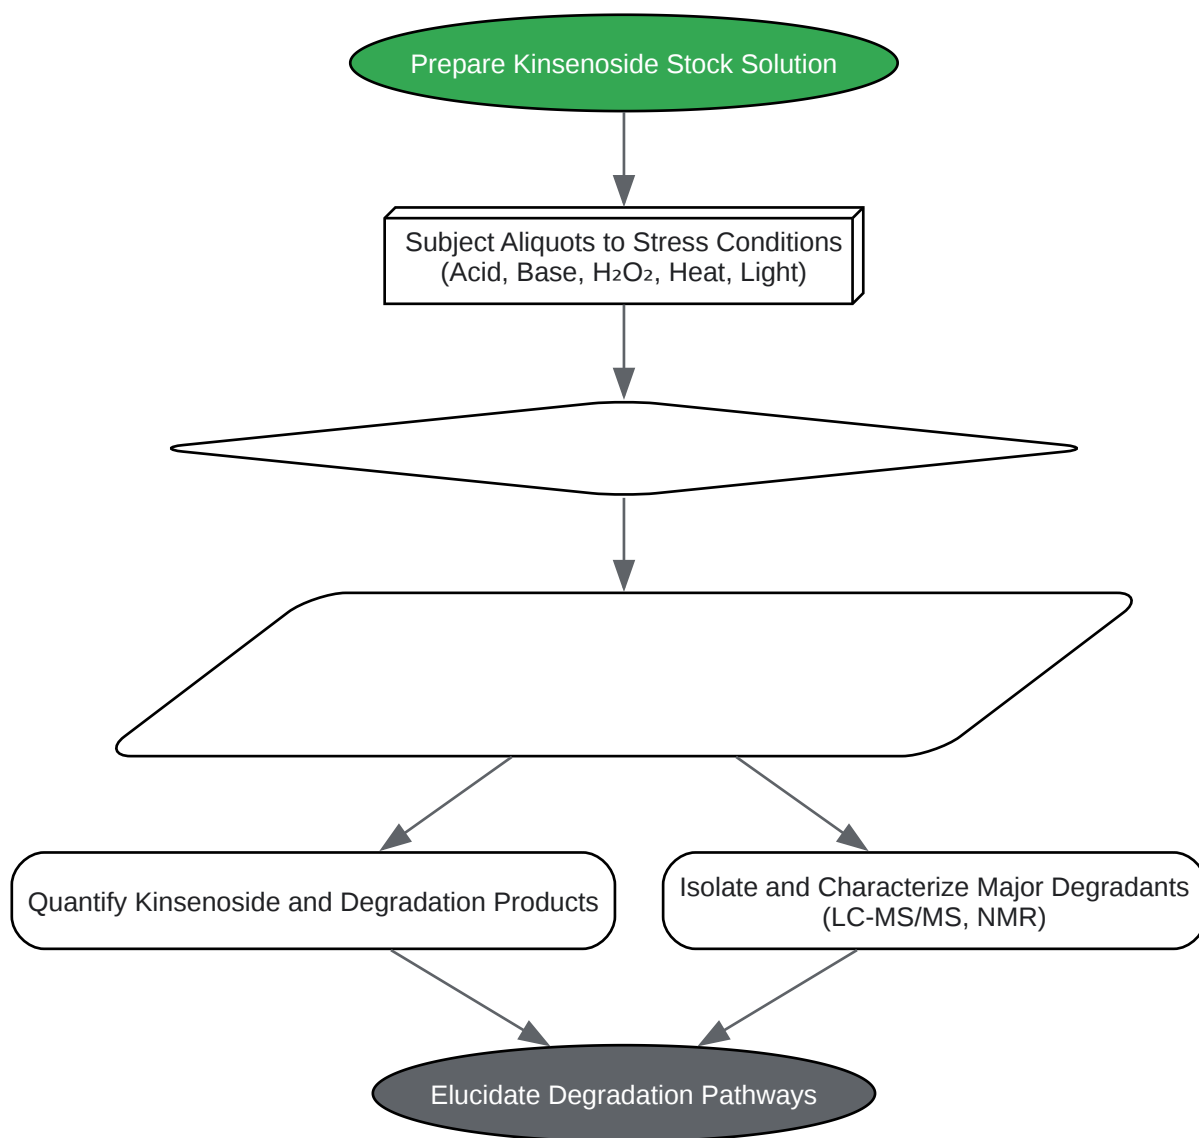 Prepare Kinsenoside Stock Solution
Subject Aliquots to Stress Conditions
(Acid, Base, H₂O₂, Heat, Light)
Quantify Kinsenoside and Degradation Products
Isolate and Characterize Major Degradants
(LC-MS/MS, NMR)
Elucidate Degradation Pathways